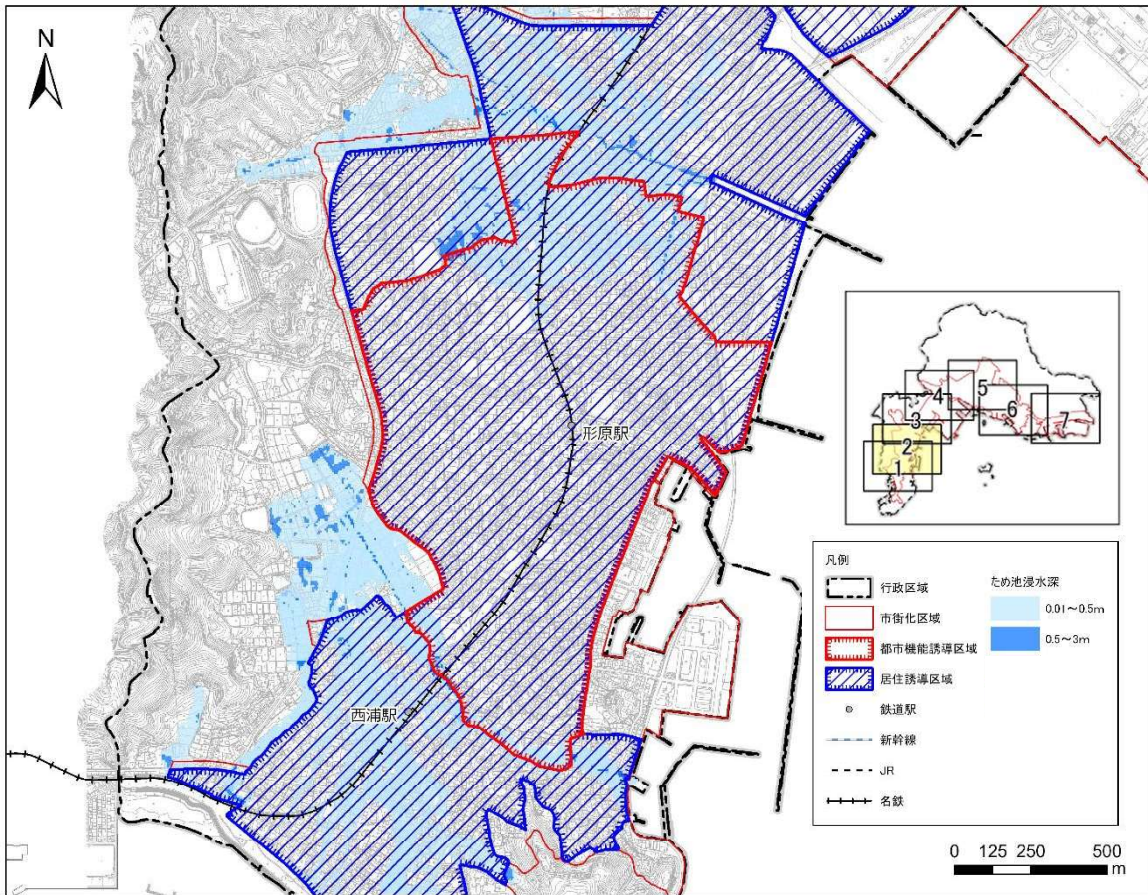 N
形原駅
西浦駅
5
4
6
7
3
2
1
凡例
行政区域
市街化区域
都市機能誘導区域
居住誘導区域
鉄道駅
新幹線
JR
名鉄
ため池浸水深
0.01~0.5m
0.5~3m
0 125 250 500
m